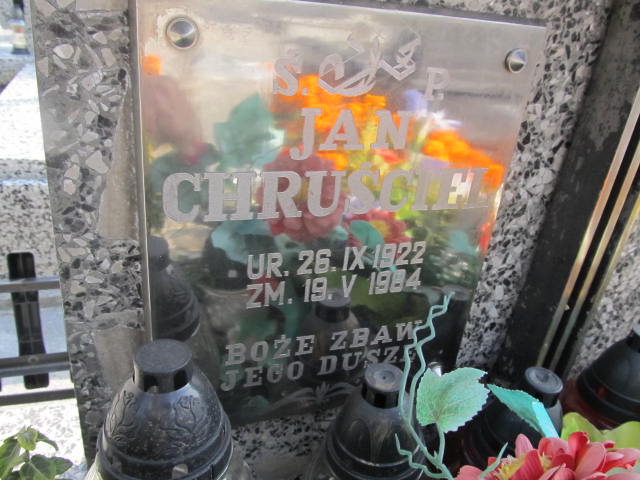 Ś. P.
JAN
CHRUŚCIEL
UR. 26. IX 1922
ZM. 19. V 1984
BOŻE ZBAW
JEGO DUSZĘ